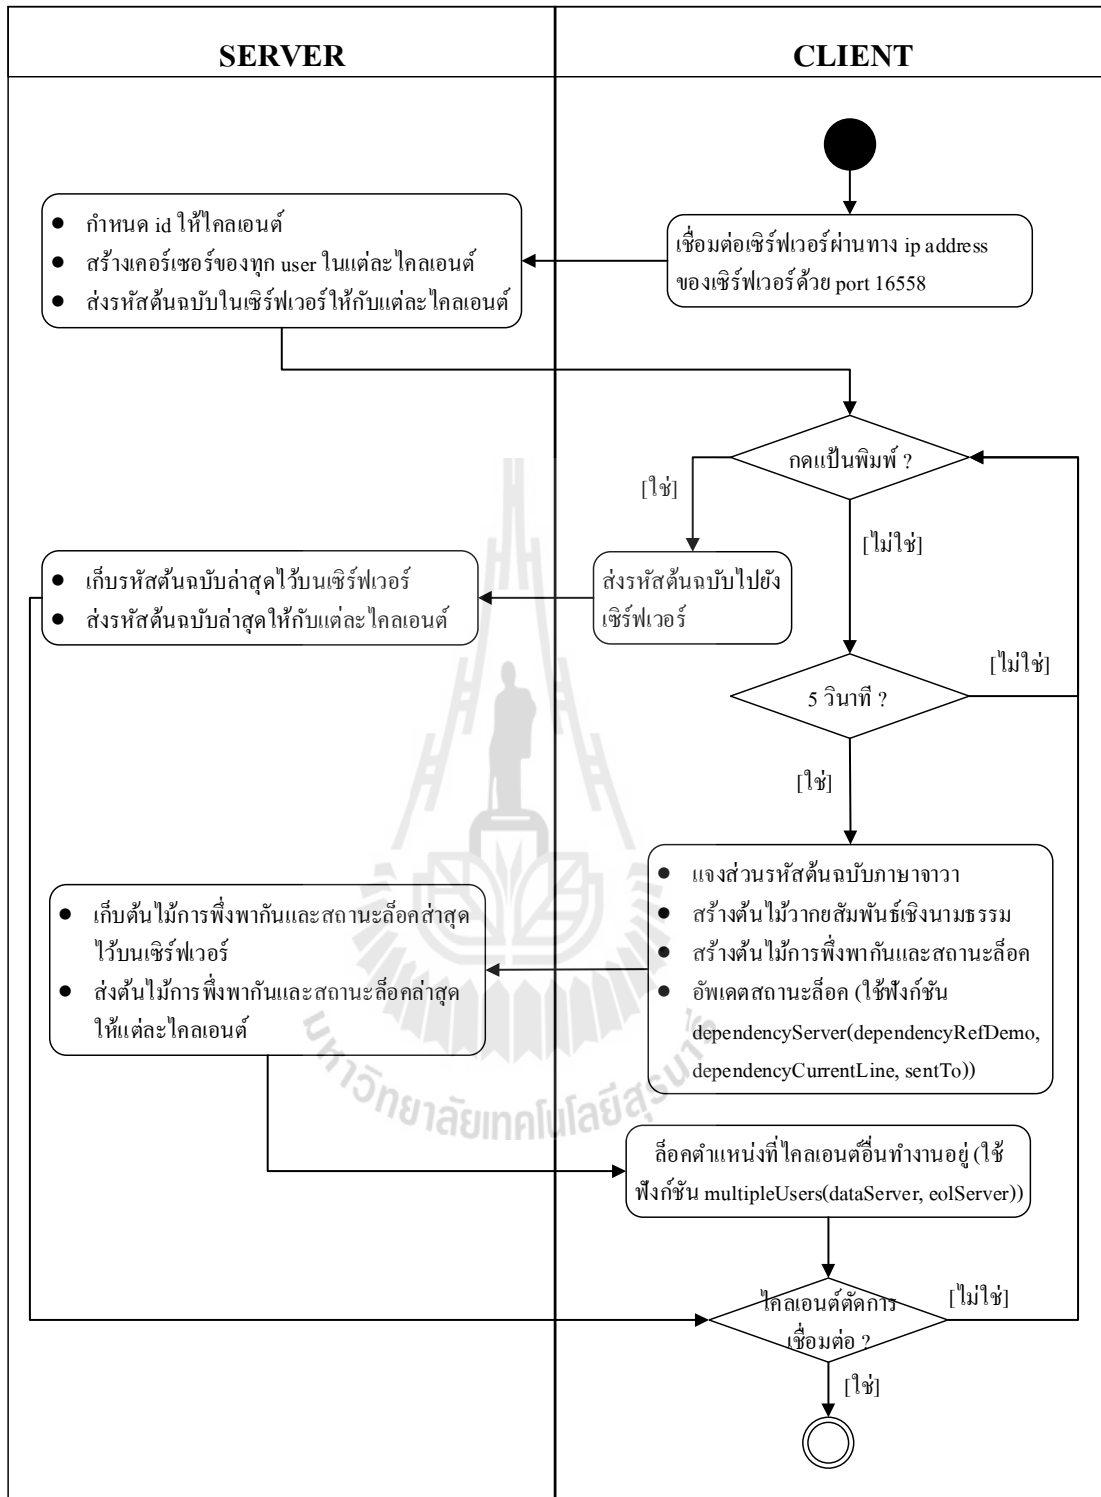 SERVER
CLIENT
เชื่อมต่อเซิร์ฟเวอร์ผ่านทาง ip address
ของเซิร์ฟเวอร์ด้วย port 16558
● กำหนด id ให้ไคลเอนต์
● สร้างเคอร์เซอร์ของทุก user ในแต่ละไคลเอนต์
● ส่งรหัสต้นฉบับในเซิร์ฟเวอร์ให้กับแต่ละไคลเอนต์
กดแป้นพิมพ์ ?
[ใช่]
[ไม่ใช่]
ส่งรหัสต้นฉบับไปยัง
เซิร์ฟเวอร์
● เก็บรหัสต้นฉบับล่าสุดไว้บนเซิร์ฟเวอร์
● ส่งรหัสต้นฉบับล่าสุดให้กับแต่ละไคลเอนต์
5 วินาที ?
[ไม่ใช่]
[ใช่]
● แจงส่วนรหัสต้นฉบับภาษาจาวา
● สร้างต้นไม้วากยสัมพันธ์เชิงนามธรรม
● สร้างต้นไม้การพึ่งพากันและสถานะล็อค
● อัพเดตสถานะล็อค (ใช้ฟังก์ชัน
dependencyServer(dependencyRefDemo,
dependencyCurrentLine, sentTo))
● เก็บต้นไม้การพึ่งพากันและสถานะล็อคล่าสุด
ไว้บนเซิร์ฟเวอร์
● ส่งต้นไม้การพึ่งพากันและสถานะล็อคล่าสุด
ให้แต่ละไคลเอนต์
มหาวิทยาลัยเทคโนโลยีสุรนารี
ล็อคตำแหน่งที่ไคลเอนต์อื่นทำงานอยู่ (ใช้
ฟังก์ชัน multipleUsers(dataServer, eolServer))
ไคลเอนต์ตัดการ
เชื่อมต่อ ?
[ไม่ใช่]
[ใช่]